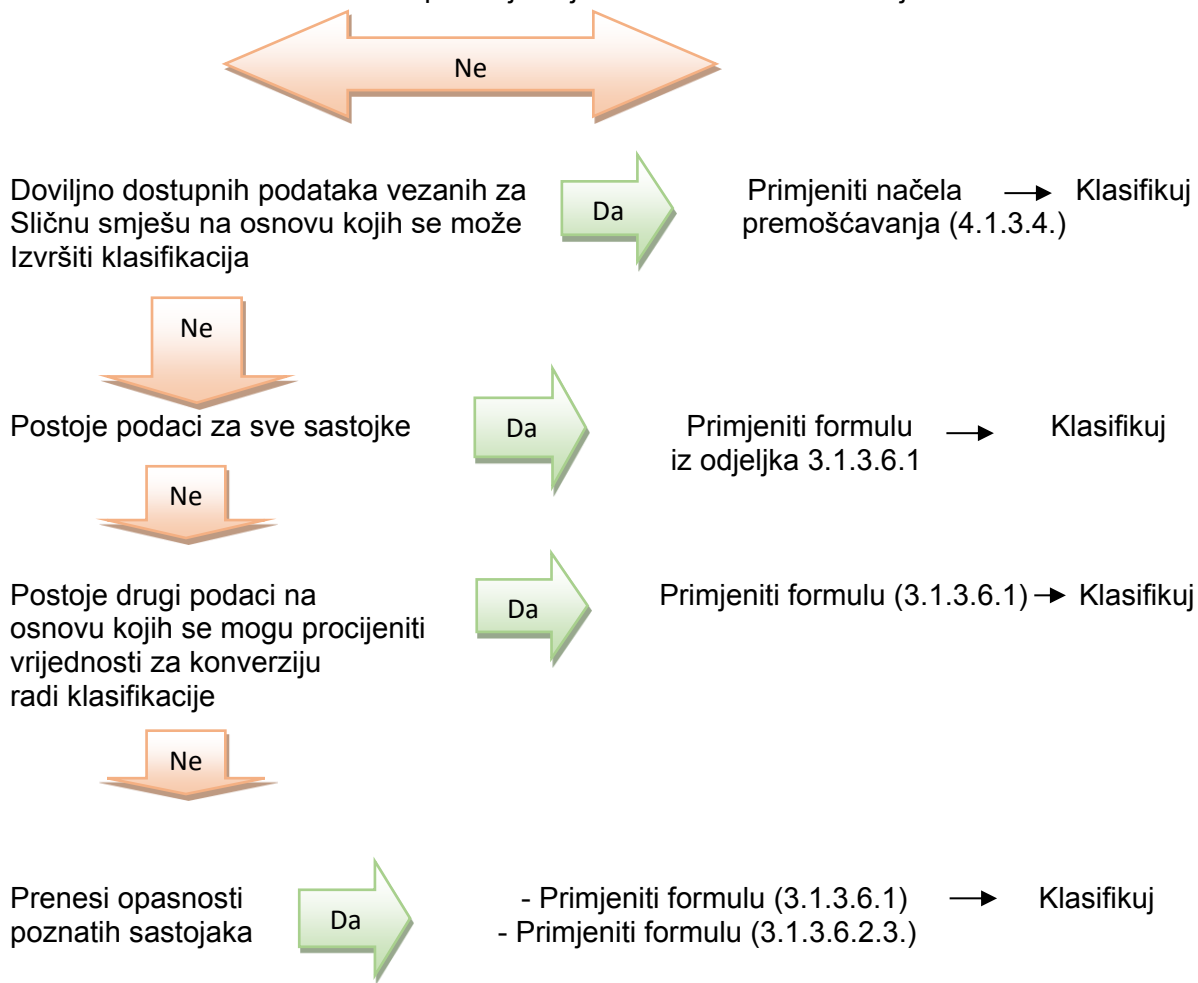 Ne
Doviljno dostupnih podataka vezanih za
Sličnu smješu na osnovu kojih se može
Izvršiti klasifikacija
Da
Primjeniti načela → Klasifikuj
premošćavanja (4.1.3.4.)
Ne
Postoje podaci za sve sastojke
Da
Primjeniti formulu → Klasifikuj
iz odjeljka 3.1.3.6.1
Ne
Postoje drugi podaci na
osnovu kojih se mogu procijeniti
vrijednosti za konverziju
radi klasifikacije
Da
Primjeniti formulu (3.1.3.6.1) → Klasifikuj
Ne
Prenesi opasnosti
poznatih sastojaka
Da
- Primjeniti formulu (3.1.3.6.1) → Klasifikuj
- Primjeniti formulu (3.1.3.6.2.3.)